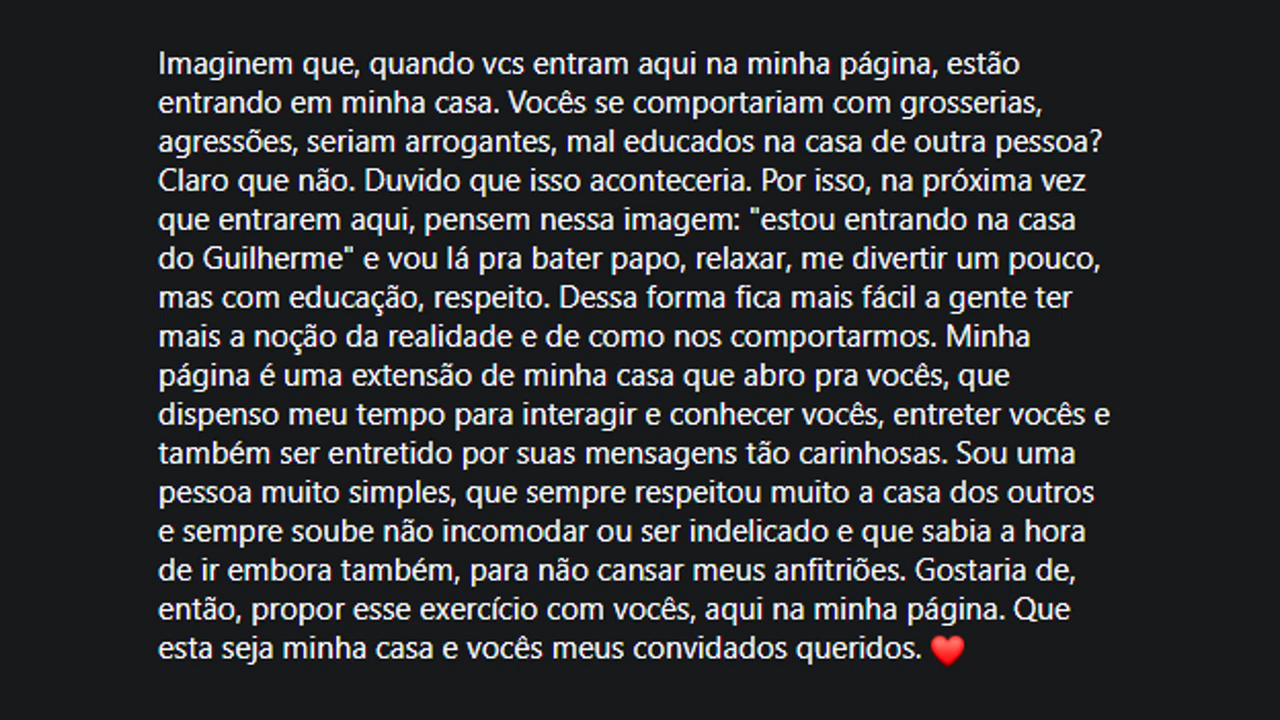 Imaginem que, quando vcs entram aqui na minha página, estão
entrando em minha casa. Vocês se comportariam com grosserias,
agressões, seriam arrogantes, mal educados na casa de outra pessoa?
Claro que não. Duvido que isso aconteceria. Por isso, na próxima vez
que entrarem aqui, pensem nessa imagem: "estou entrando na casa
do Guilherme" e vou lá pra bater papo, relaxar, me divertir um pouco,
mas com educação, respeito. Dessa forma fica mais fácil a gente ter
mais a noção da realidade e de como nos comportarmos. Minha
página é uma extensão de minha casa que abro pra vocês, que
dispenso meu tempo para interagir e conhecer vocês, entreter vocês e
também ser entretido por suas mensagens tão carinhosas. Sou uma
pessoa muito simples, que sempre respeitou muito a casa dos outros
e sempre soube não incomodar ou ser indelicado e que sabia a hora
de ir embora também, para não cansar meus anfitriões. Gostaria de,
então, propor esse exercício com vocês, aqui na minha página. Que
esta seja minha casa e vocês meus convidados queridos. ❤️